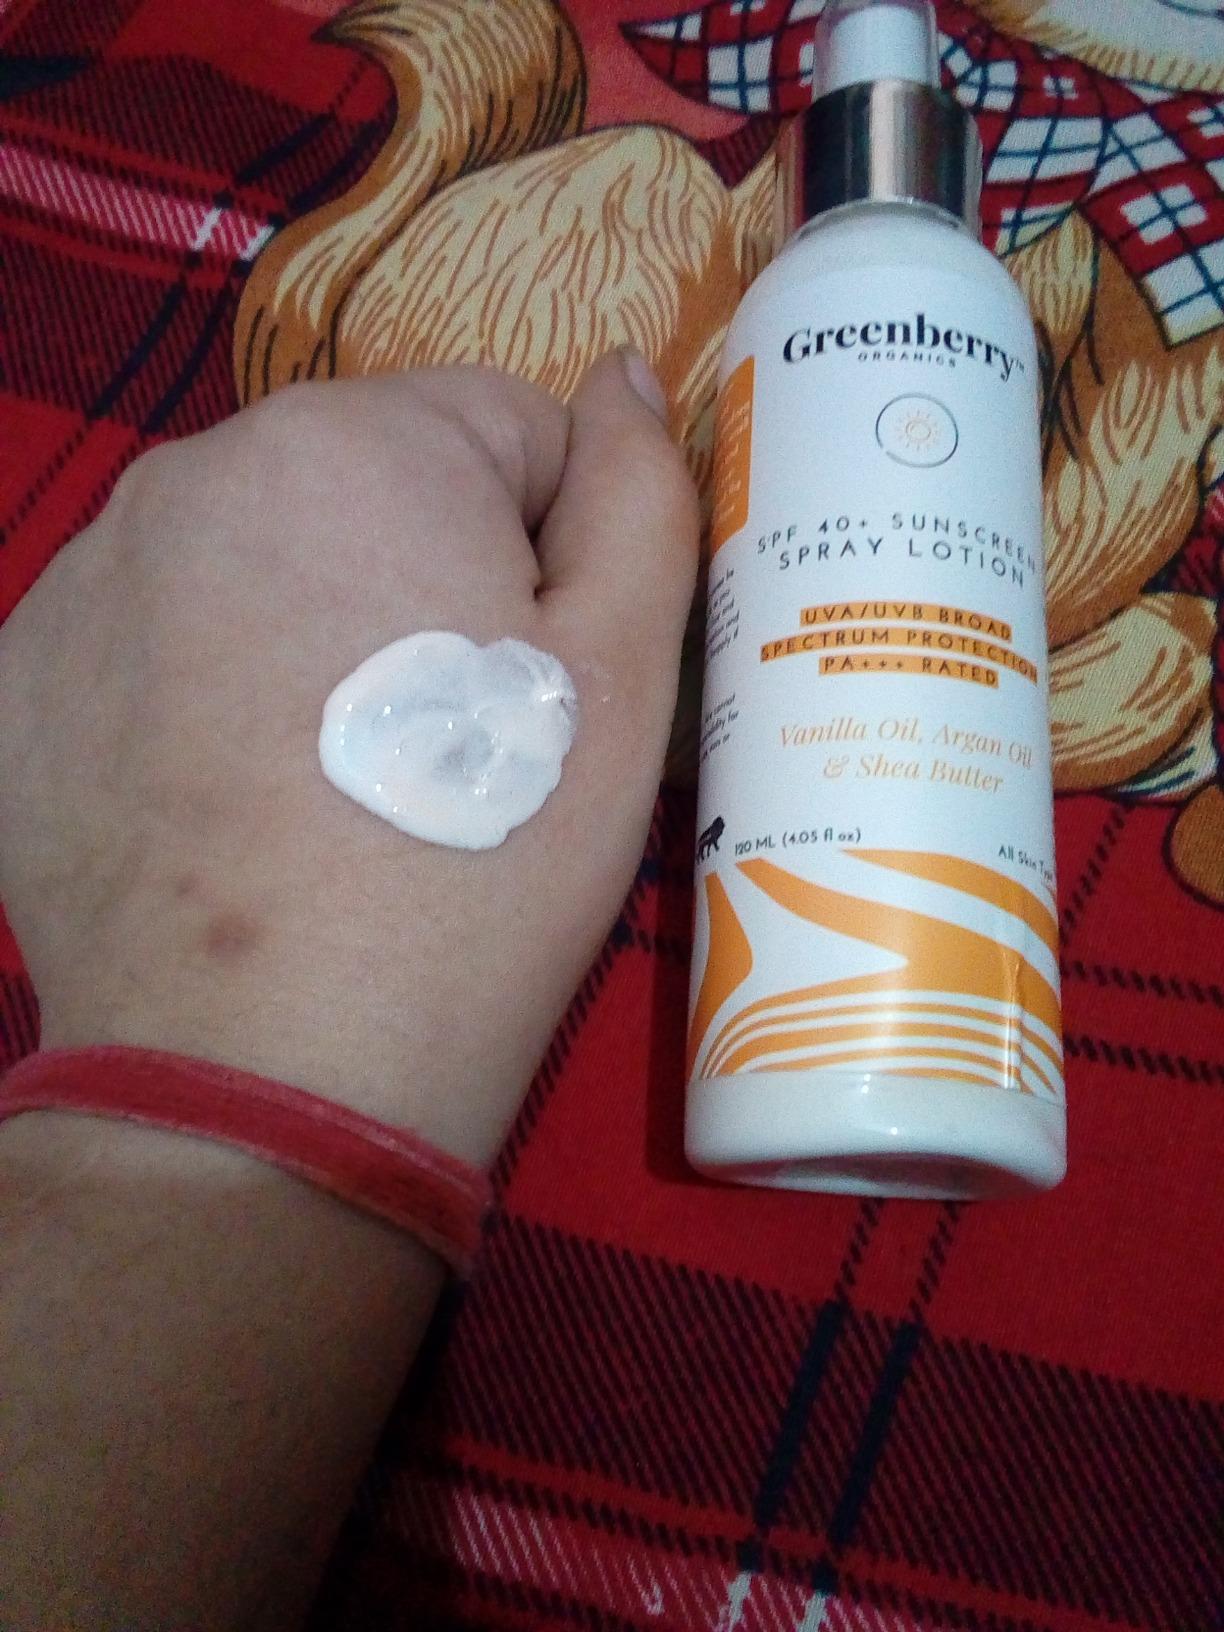 Greenberry™
ORGANICS
SPF 40+ SUNSCREEN
SPRAY LOTION
UVA/UVB BROAD
SPECTRUM PROTECTION
PA+++ RATED
Vanilla Oil, Argan Oil
& Shea Butter
120 ML (4.05 fl oz)
All Skin